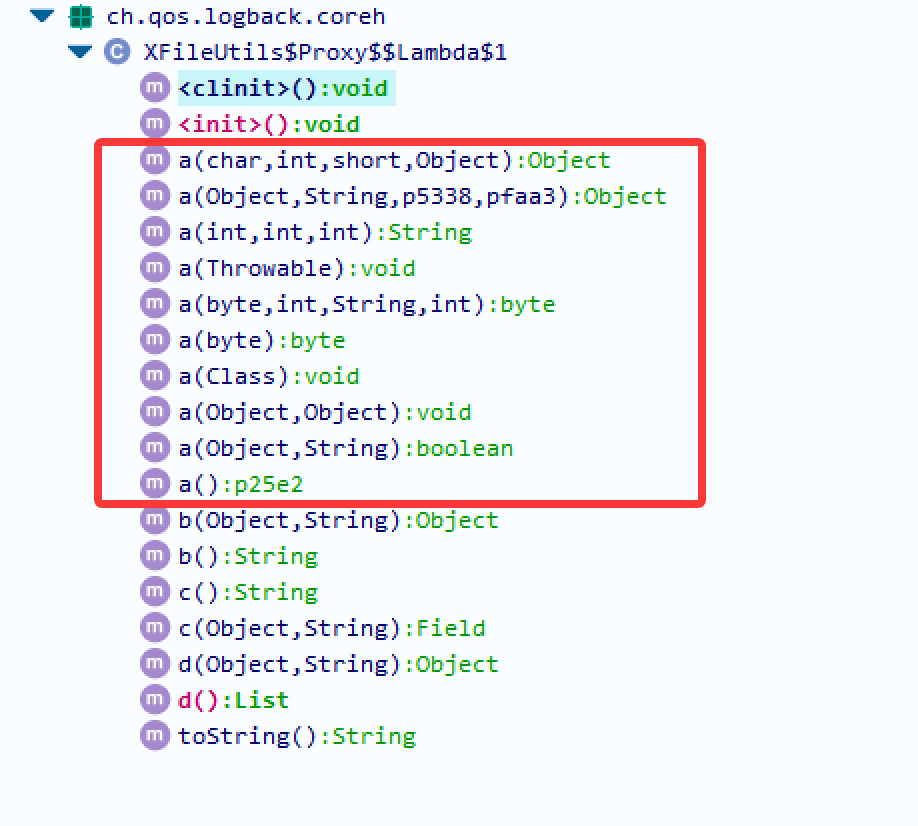 ch.qos.logback.coreh
C XFileUtils$Proxy$$Lambda$1
m <clinit>():void
m <init>():void
m a(char,int,short,Object):Object
m a(Object,String,p5338,pfaa3):Object
m a(int,int,int):String
m a(Throwable):void
m a(byte,int,String,int):byte
m a(byte):byte
m a(Class):void
m a(Object,Object):void
m a(Object,String):boolean
m a():p25e2
m b(Object,String):Object
m b():String
m c():String
m c(Object,String):Field
m d(Object,String):Object
m d():List
m toString():String